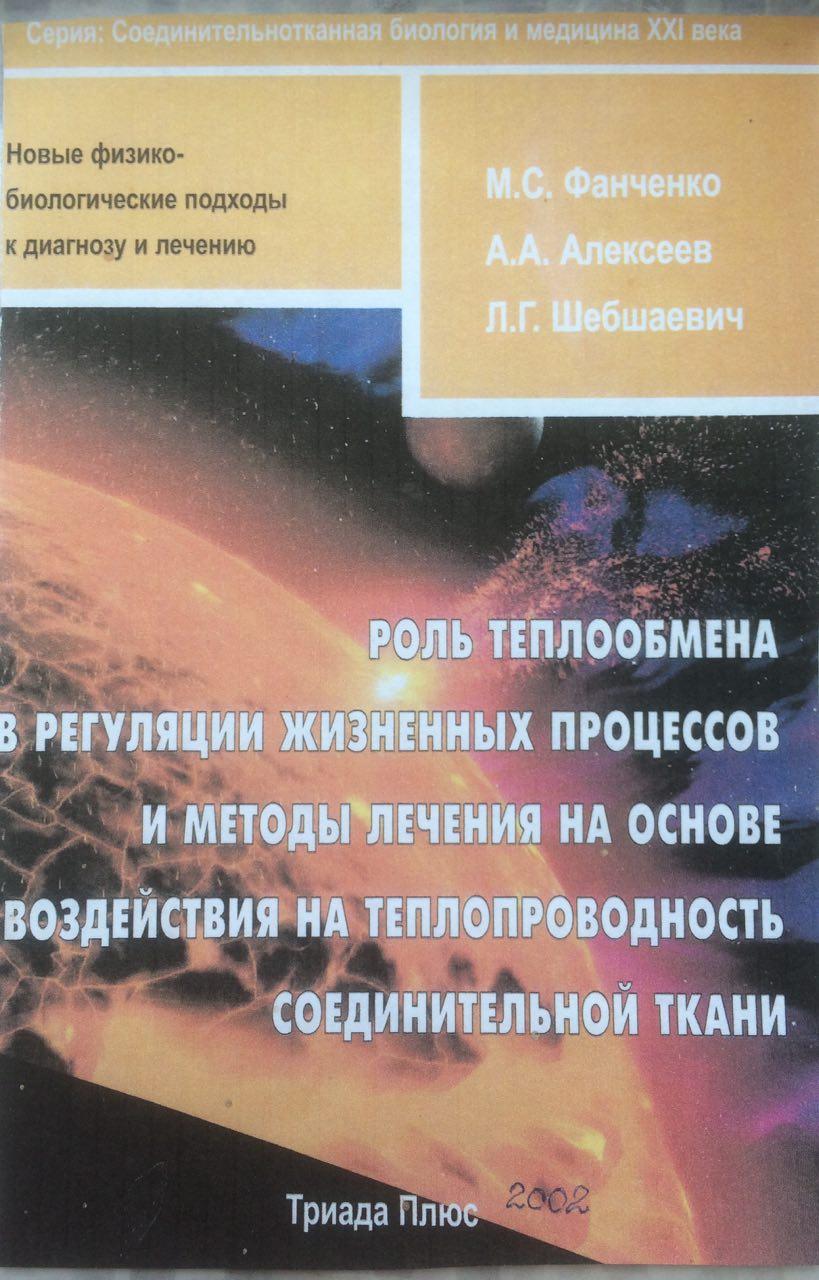 Серия: Соединительнотканная биология и медицина XXI века
Новые физико-
биологические подходы
к диагнозу и лечению
М.С. Фанченко
А.А. Алексеев
Л.Г. Шебшаевич
РОЛЬ ТЕПЛООБМЕНА
В РЕГУЛЯЦИИ ЖИЗНЕННЫХ ПРОЦЕССОВ
И МЕТОДЫ ЛЕЧЕНИЯ НА ОСНОВЕ
ВОЗДЕЙСТВИЯ НА ТЕПЛОПРОВОДНОСТЬ
СОЕДИНИТЕЛЬНОЙ ТКАНИ
Триада Плюс 2002